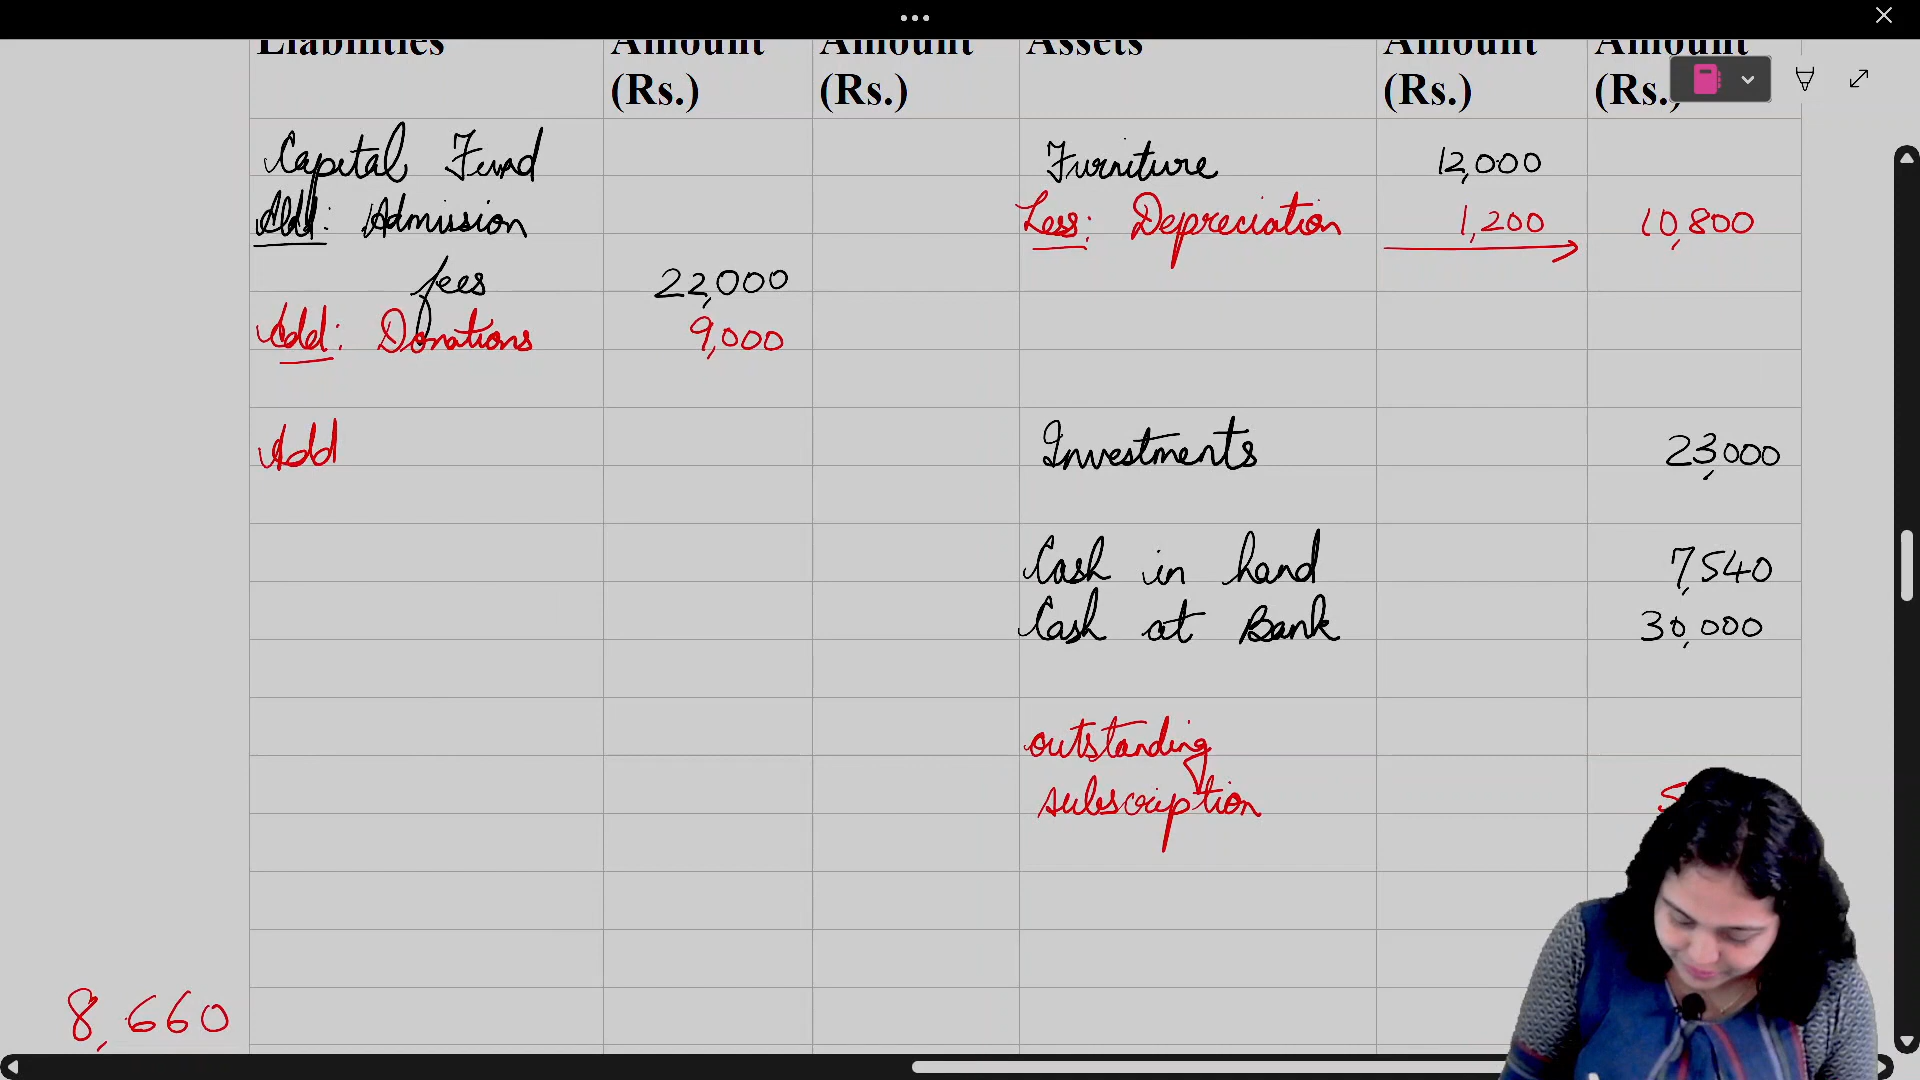 Liabilities Amount Amount Assets Amount Amount
(Rs.) (Rs.) (Rs.) (Rs.)
Capital Fund Furniture 12,000
Add: Admission Less: Depreciation 1,200 10,800
fees 22,000
Add: Donations 9,000
Add Investments 23,000
Cash in hand 7,540
Cash at Bank 30,000
outstanding
subscription
8,660